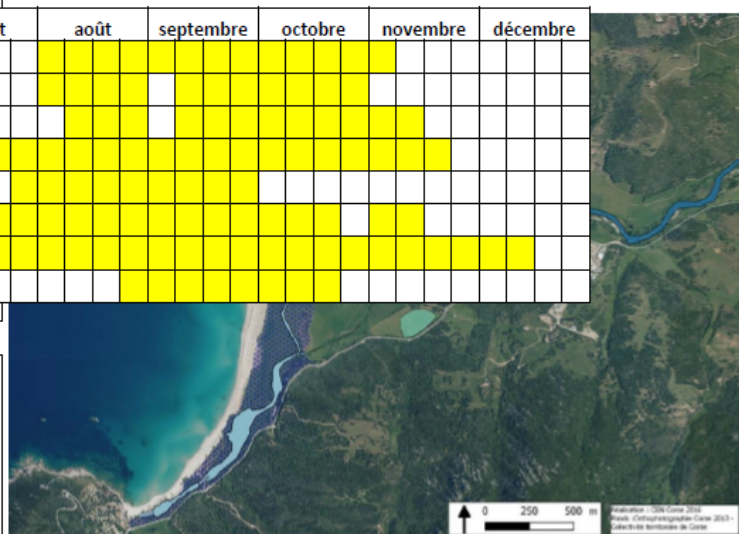 t août septembre octobre novembre décembre
0 250 500 m
Réalisation : CEN Corse 2016
Fonds : Orthophotographie Corse 2013 -
Collectivité territoriale de Corse